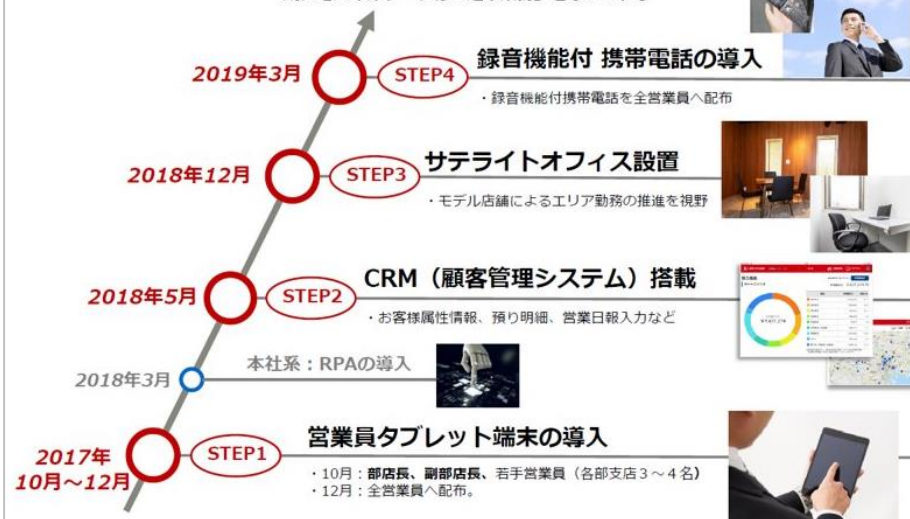 2019年3月
STEP4
録音機能付 携帯電話の導入
・録音機能付携帯電話を全営業員へ配布
2018年12月
STEP3
サテライトオフィス設置
・モデル店舗によるエリア勤務の推進を視野
2018年5月
STEP2
CRM（顧客管理システム）搭載
・お客様属性情報、預り明細、営業日報入力など
2018年3月
本社系：RPAの導入
2017年
10月～12月
STEP1
営業員タブレット端末の導入
・10月：部店長、副部店長、若手営業員（各部支店３～４名）
・12月：全営業員へ配布。